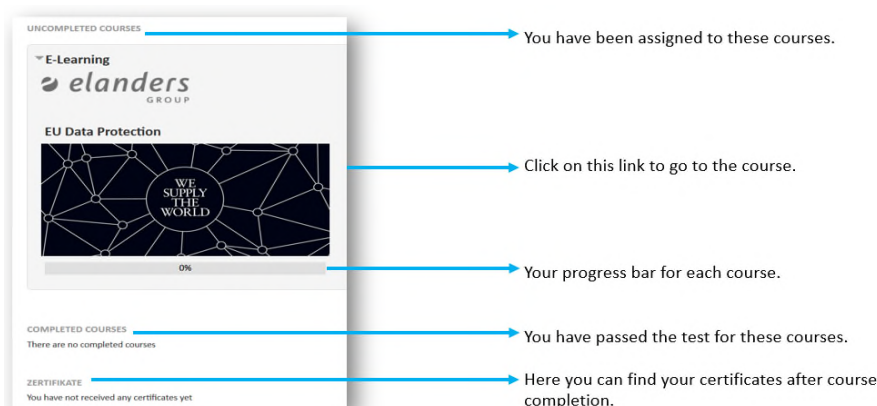 UNCOMPLETED COURSES
You have been assigned to these courses.
E-Learning
elanders
GROUP
EU Data Protection
WE
SUPPLY
THE
WORLD
Click on this link to go to the course.
0%
Your progress bar for each course.
COMPLETED COURSES
There are no completed courses
You have passed the test for these courses.
ZERTIFIKATE
You have not received any certificates yet
Here you can find your certificates after course
completion.